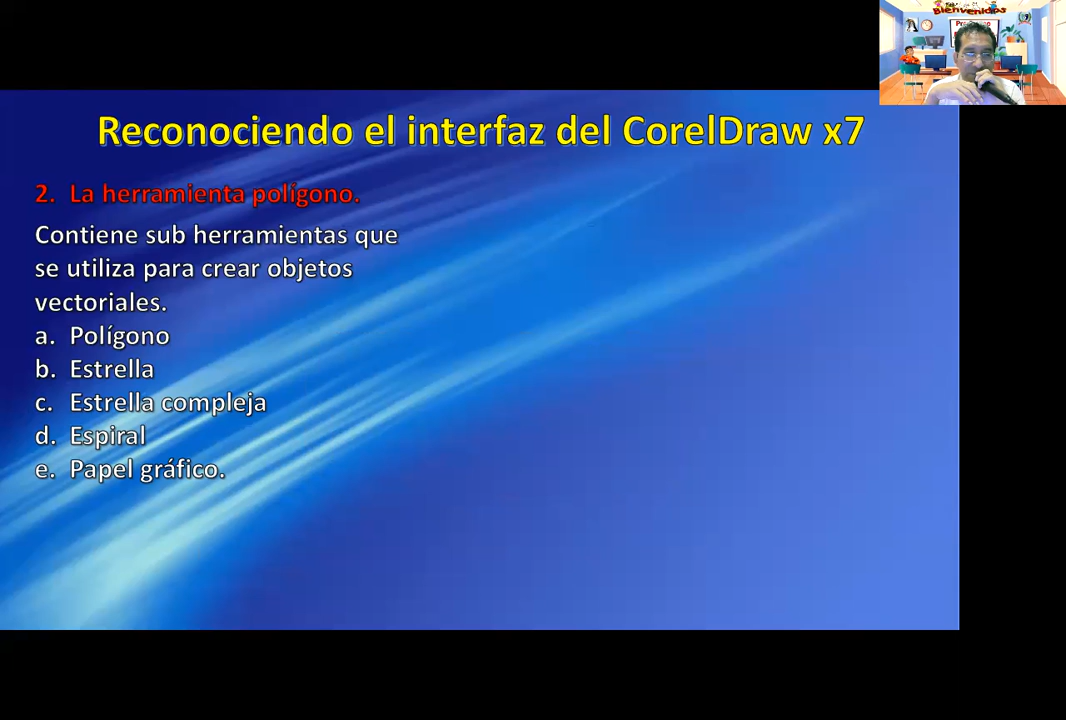 Bienvenidos
Reconociendo el interfaz del CorelDraw x7
2. La herramienta polígono.
Contiene sub herramientas que
se utiliza para crear objetos
vectoriales.
a. Polígono
b. Estrella
c. Estrella compleja
d. Espiral
e. Papel gráfico.